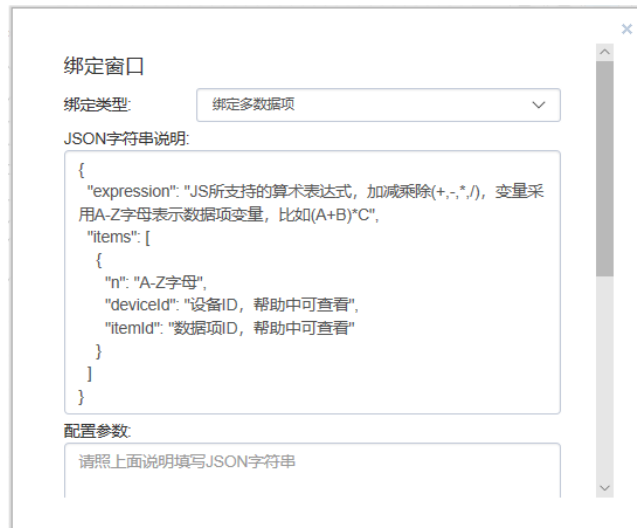 ×
绑定窗口
绑定类型: 绑定多数据项
JSON字符串说明:
{
"expression": "JS所支持的算术表达式，加减乘除(+,-,*,/)，变量采
用A-Z字母表示数据项变量，比如(A+B)*C",
"items": [
{
"n": "A-Z字母",
"deviceId": "设备ID，帮助中可查看",
"itemId": "数据项ID，帮助中可查看"
}
]
}
配置参数:
请照上面说明填写JSON字符串